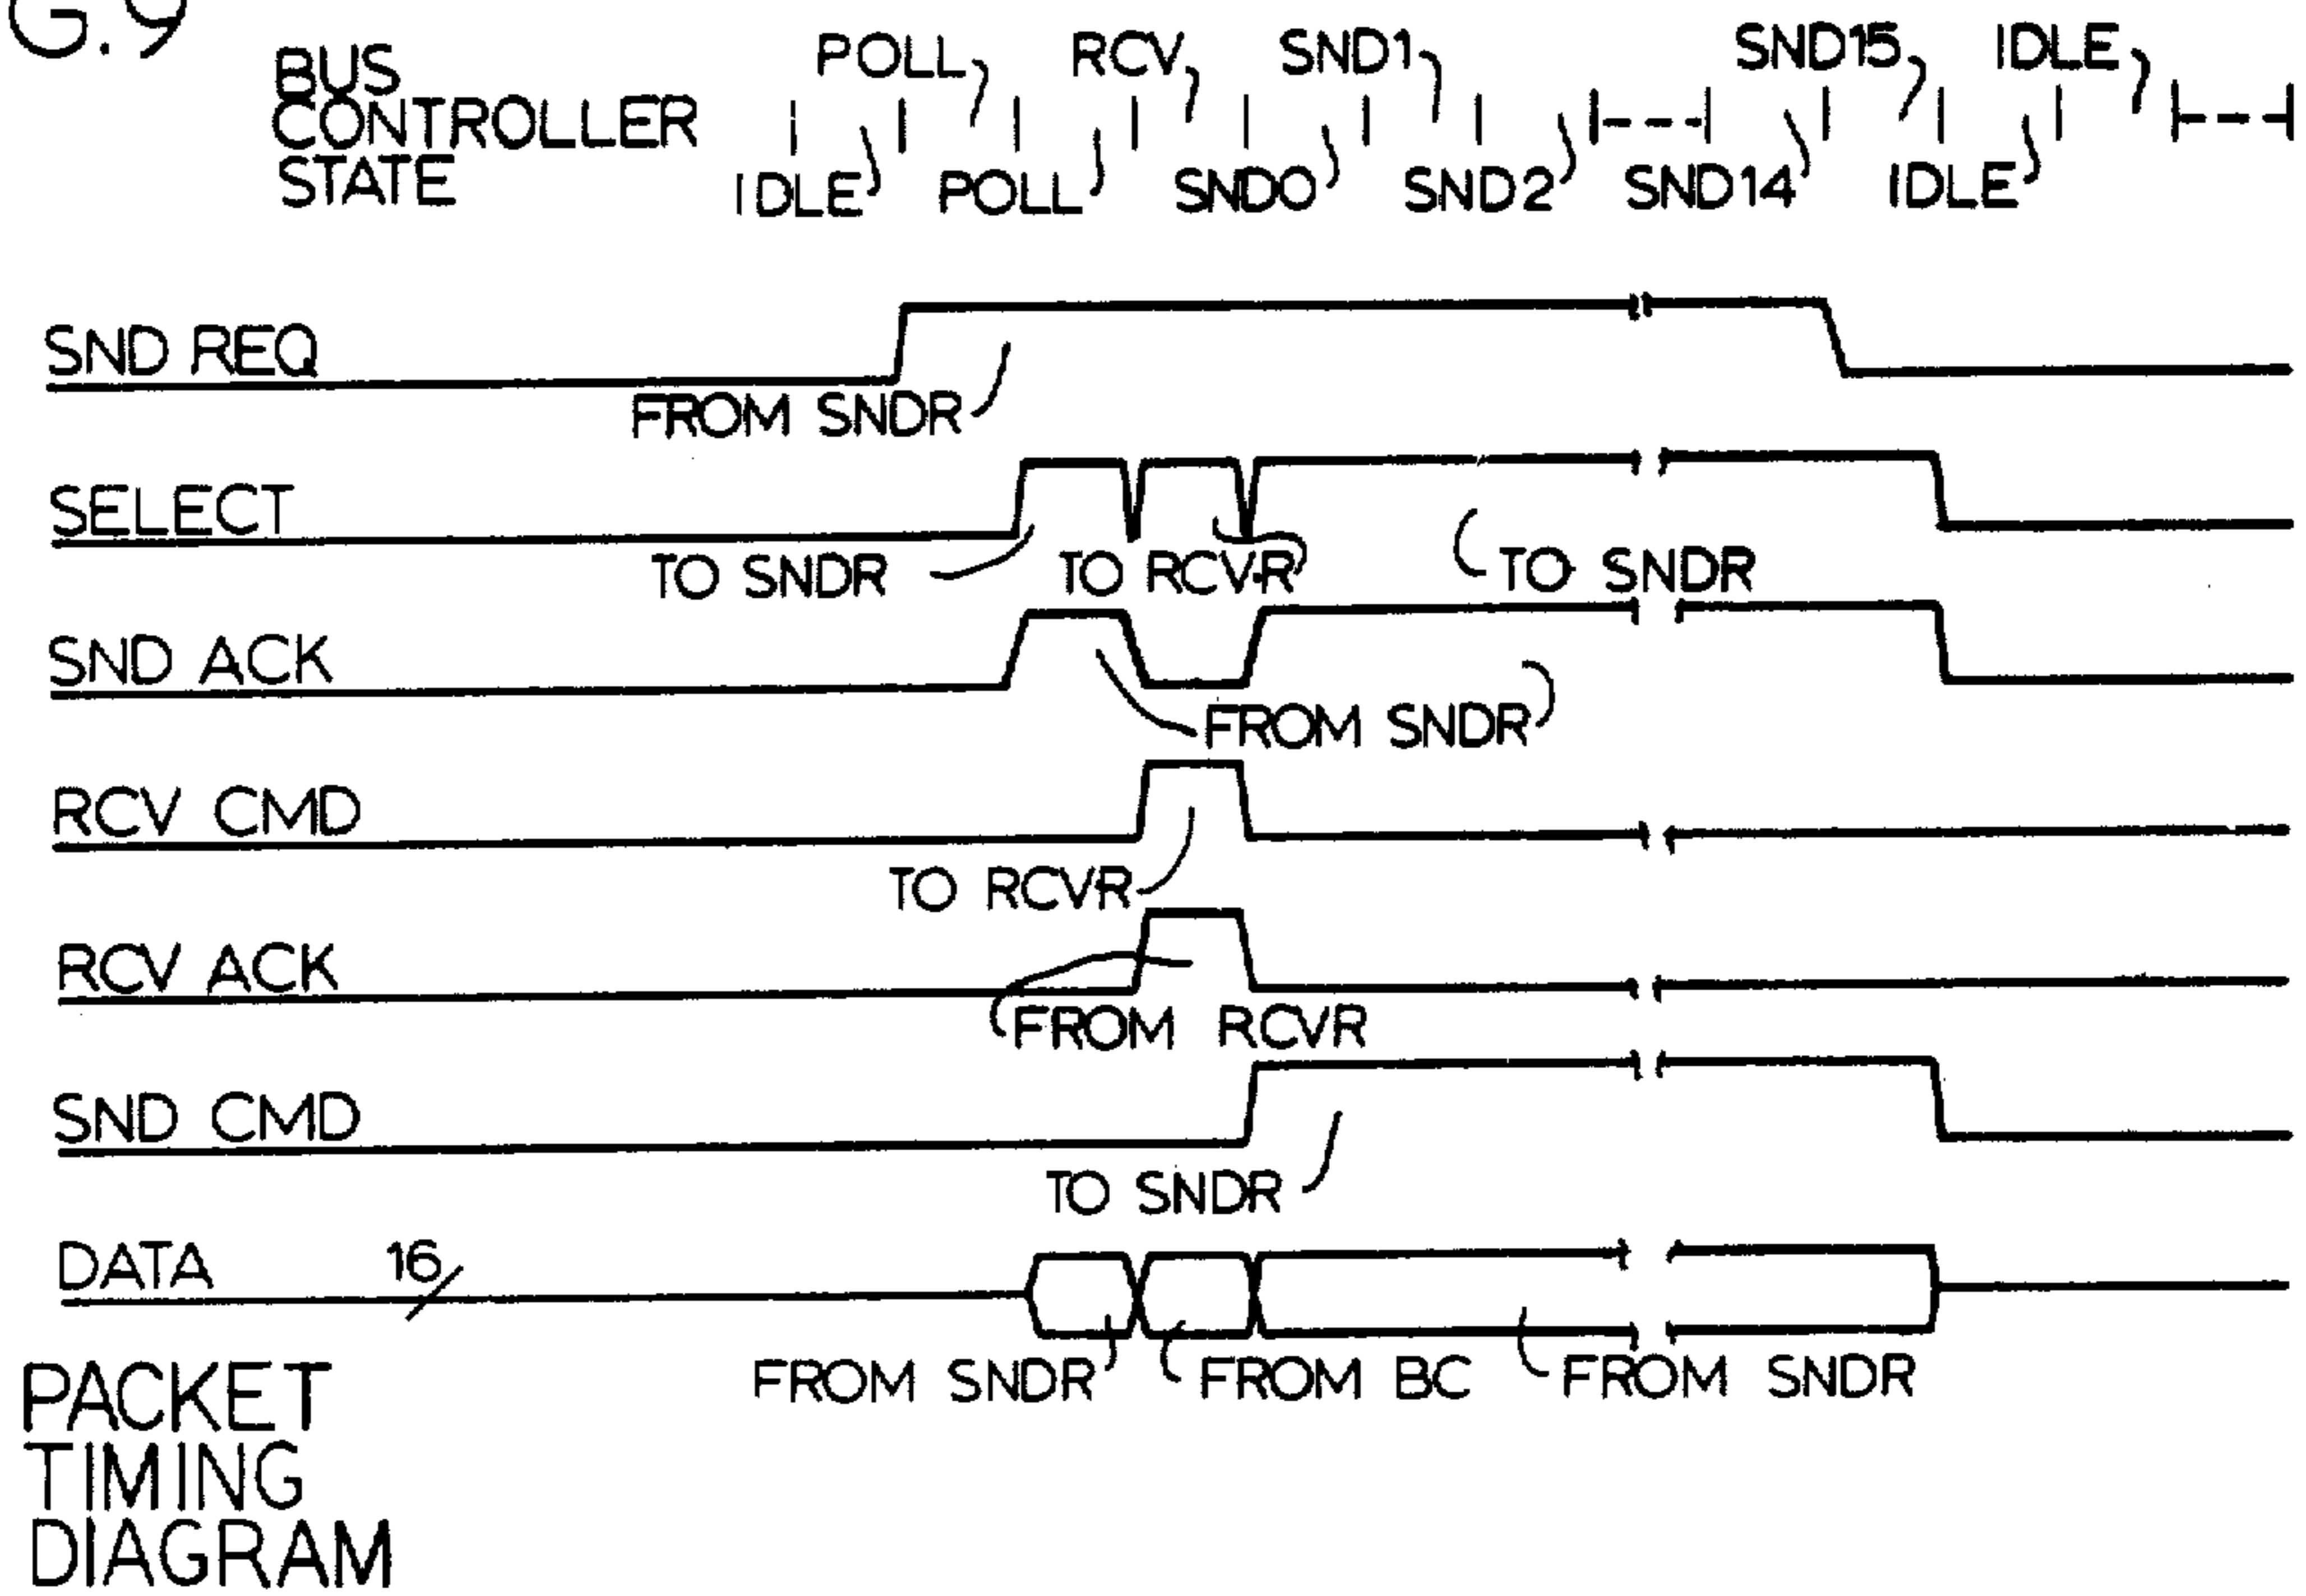 G.9
POLL RCV SND1 SND15 IDLE
BUS
CONTROLLER
STATE
IDLE POLL SND0 SND2 SND14 IDLE
SND REQ
FROM SNDR
SELECT
TO SNDR TO RCVR TO SNDR
SND ACK
FROM SNDR
RCV CMD
TO RCVR
RCV ACK
FROM RCVR
SND CMD
TO SNDR
DATA 16
FROM SNDR FROM BC FROM SNDR
PACKET
TIMING
DIAGRAM